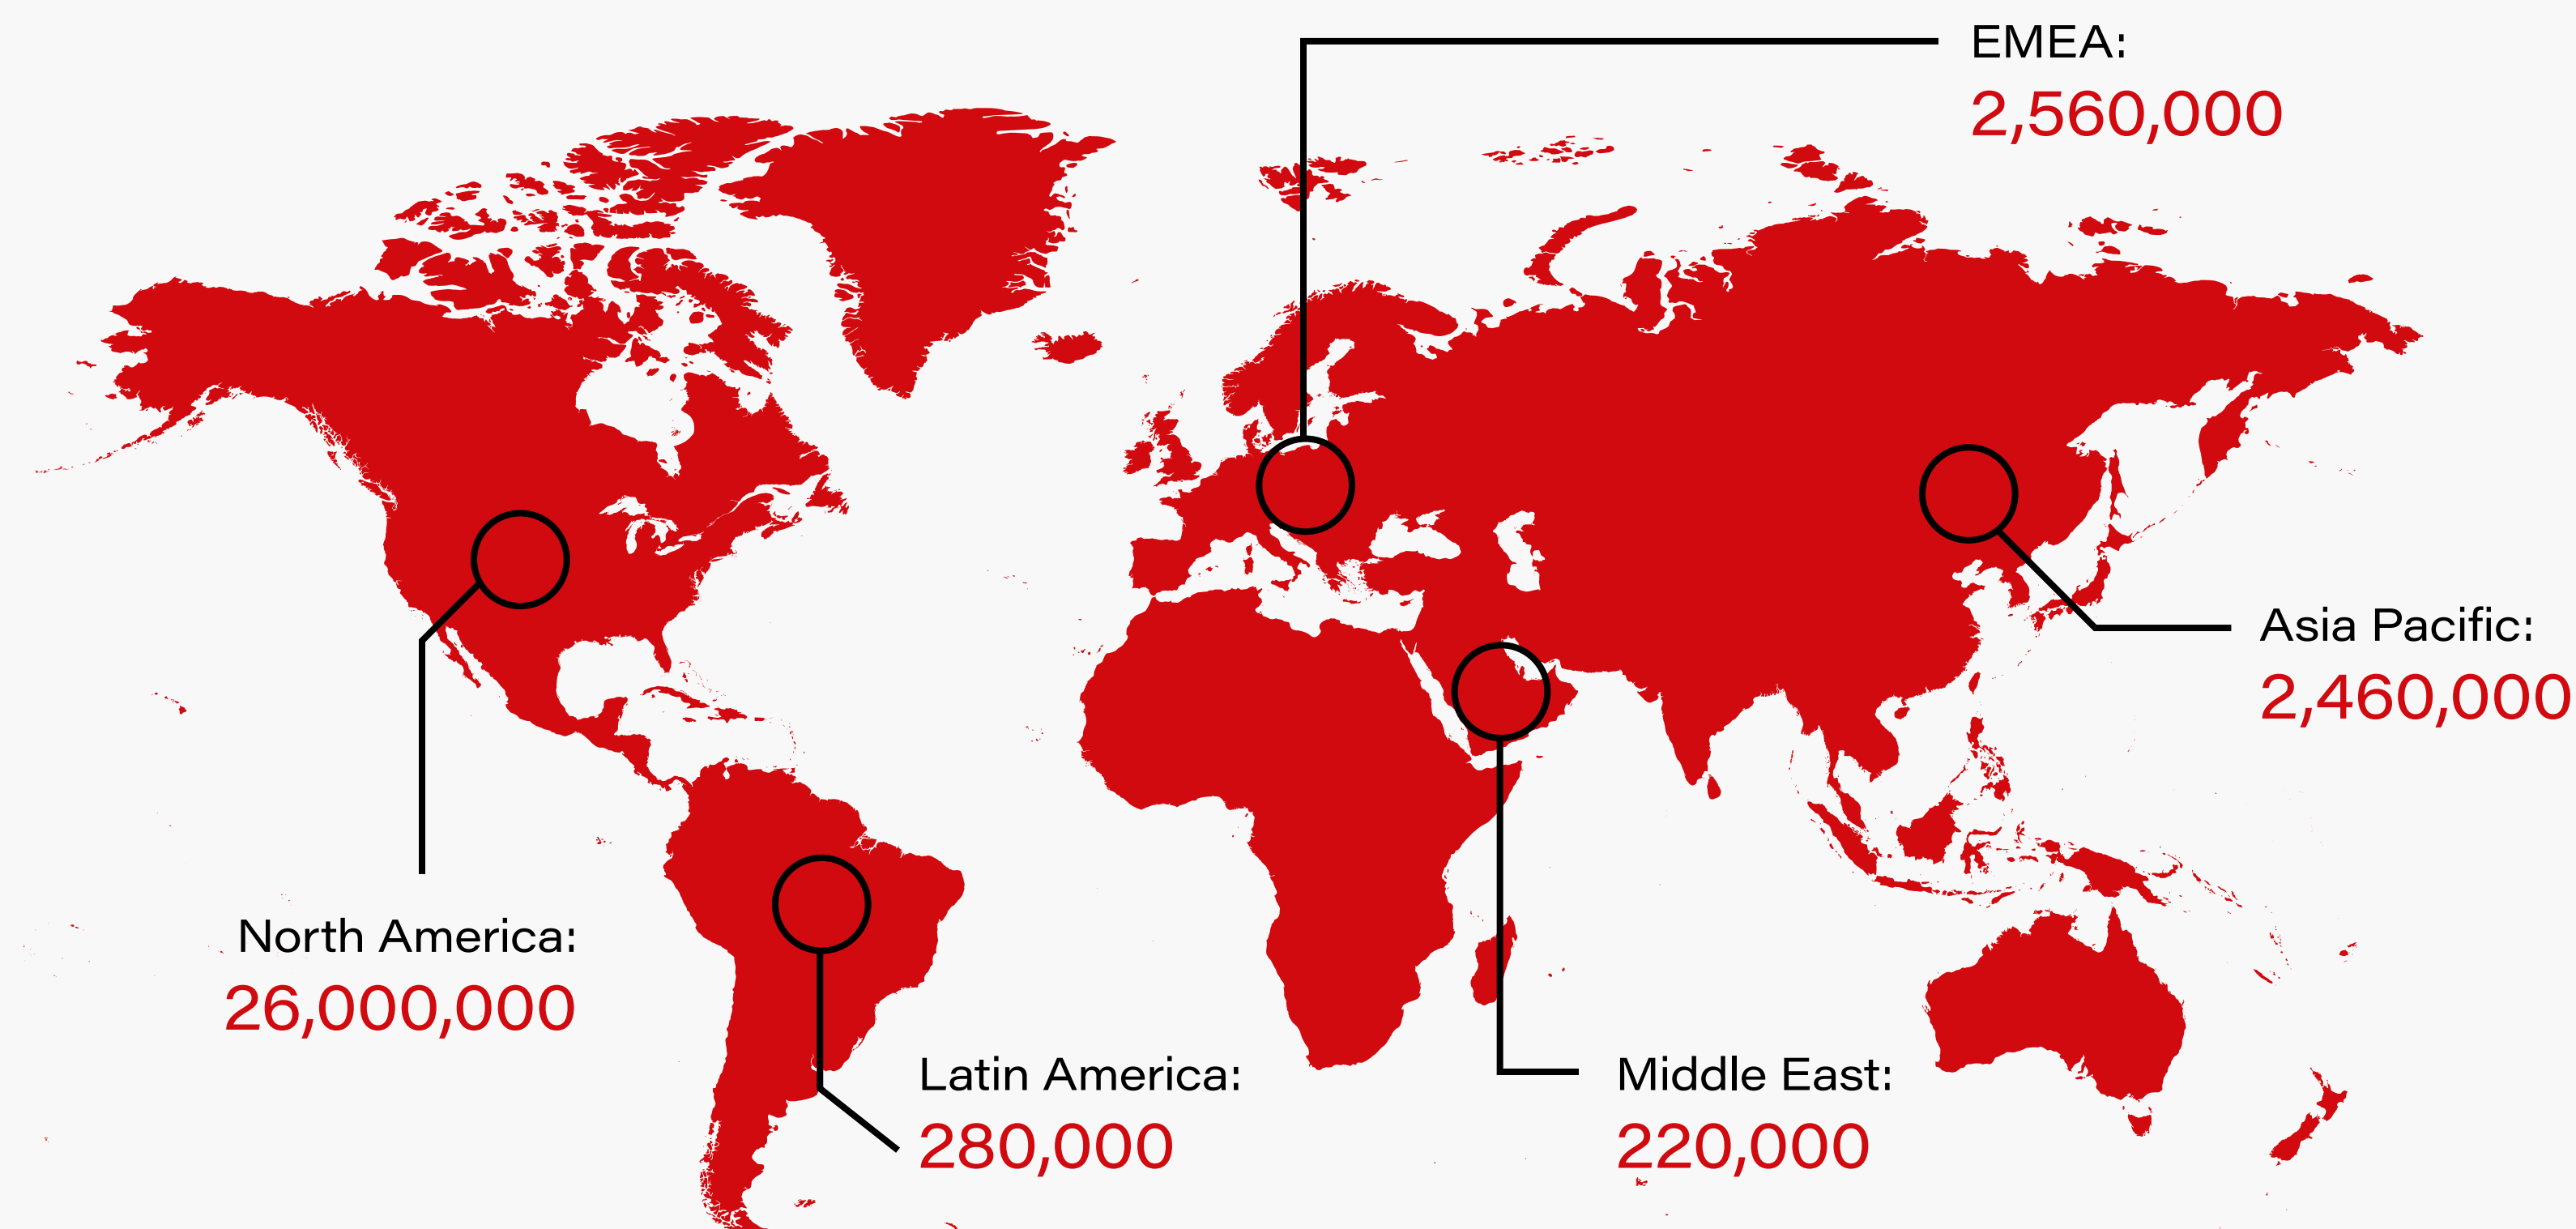 EMEA:
2,560,000
Asia Pacific:
2,460,000
North America:
26,000,000
Latin America:
280,000
Middle East:
220,000